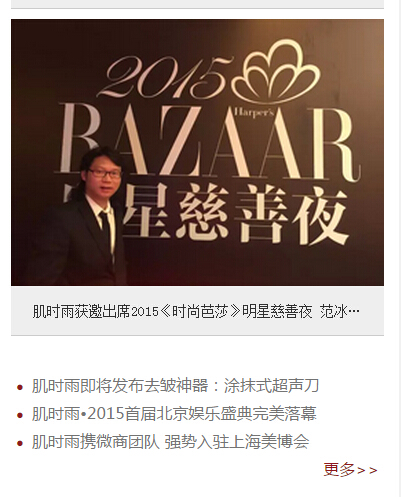 2015
Harper's
BAZAAR
星慈善夜
肌时雨获邀出席2015《时尚芭莎》明星慈善夜 范冰…
肌时雨即将发布去皱神器：涂抹式超声刀
肌时雨•2015首届北京娱乐盛典完美落幕
肌时雨携微商团队 强势入驻上海美博会
更多>>